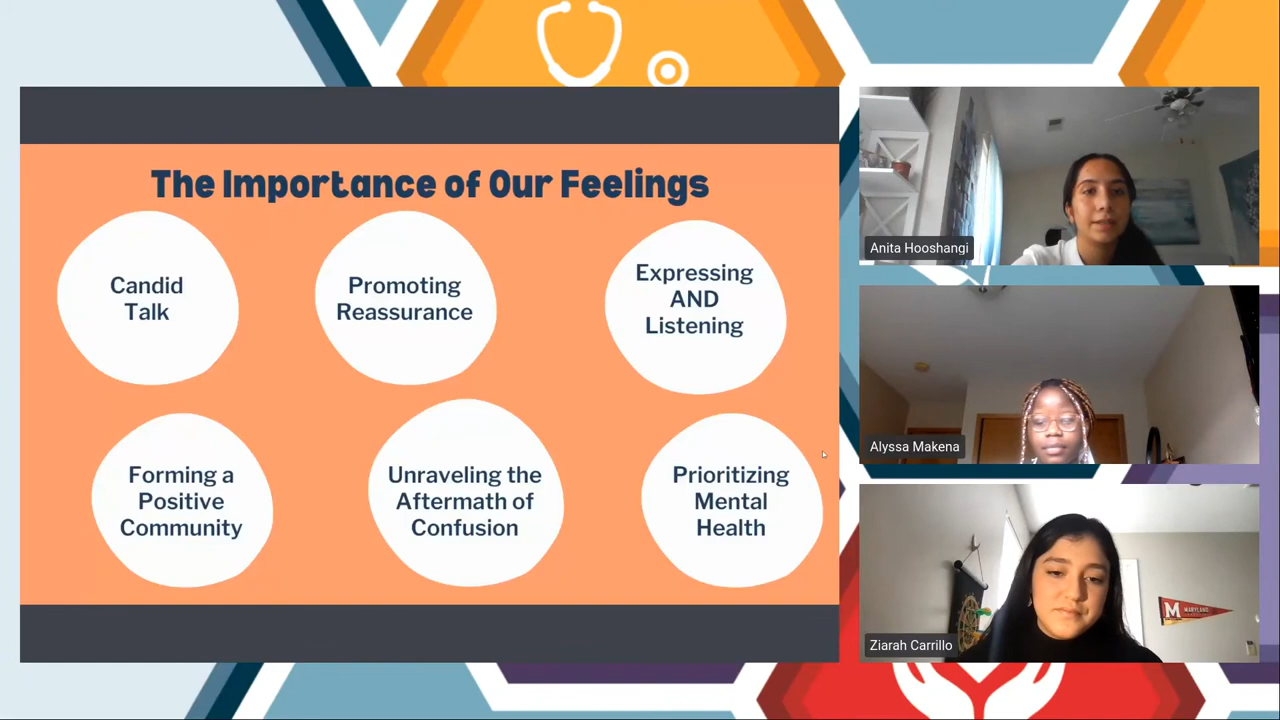 The Importance of Our Feelings
Candid
Talk
Promoting
Reassurance
Expressing
AND
Listening
Forming a
Positive
Community
Unraveling the
Aftermath of
Confusion
Prioritizing
Mental
Health
Anita Hooshangi
Alyssa Makena
Ziarah Carrillo
M MARYLAND